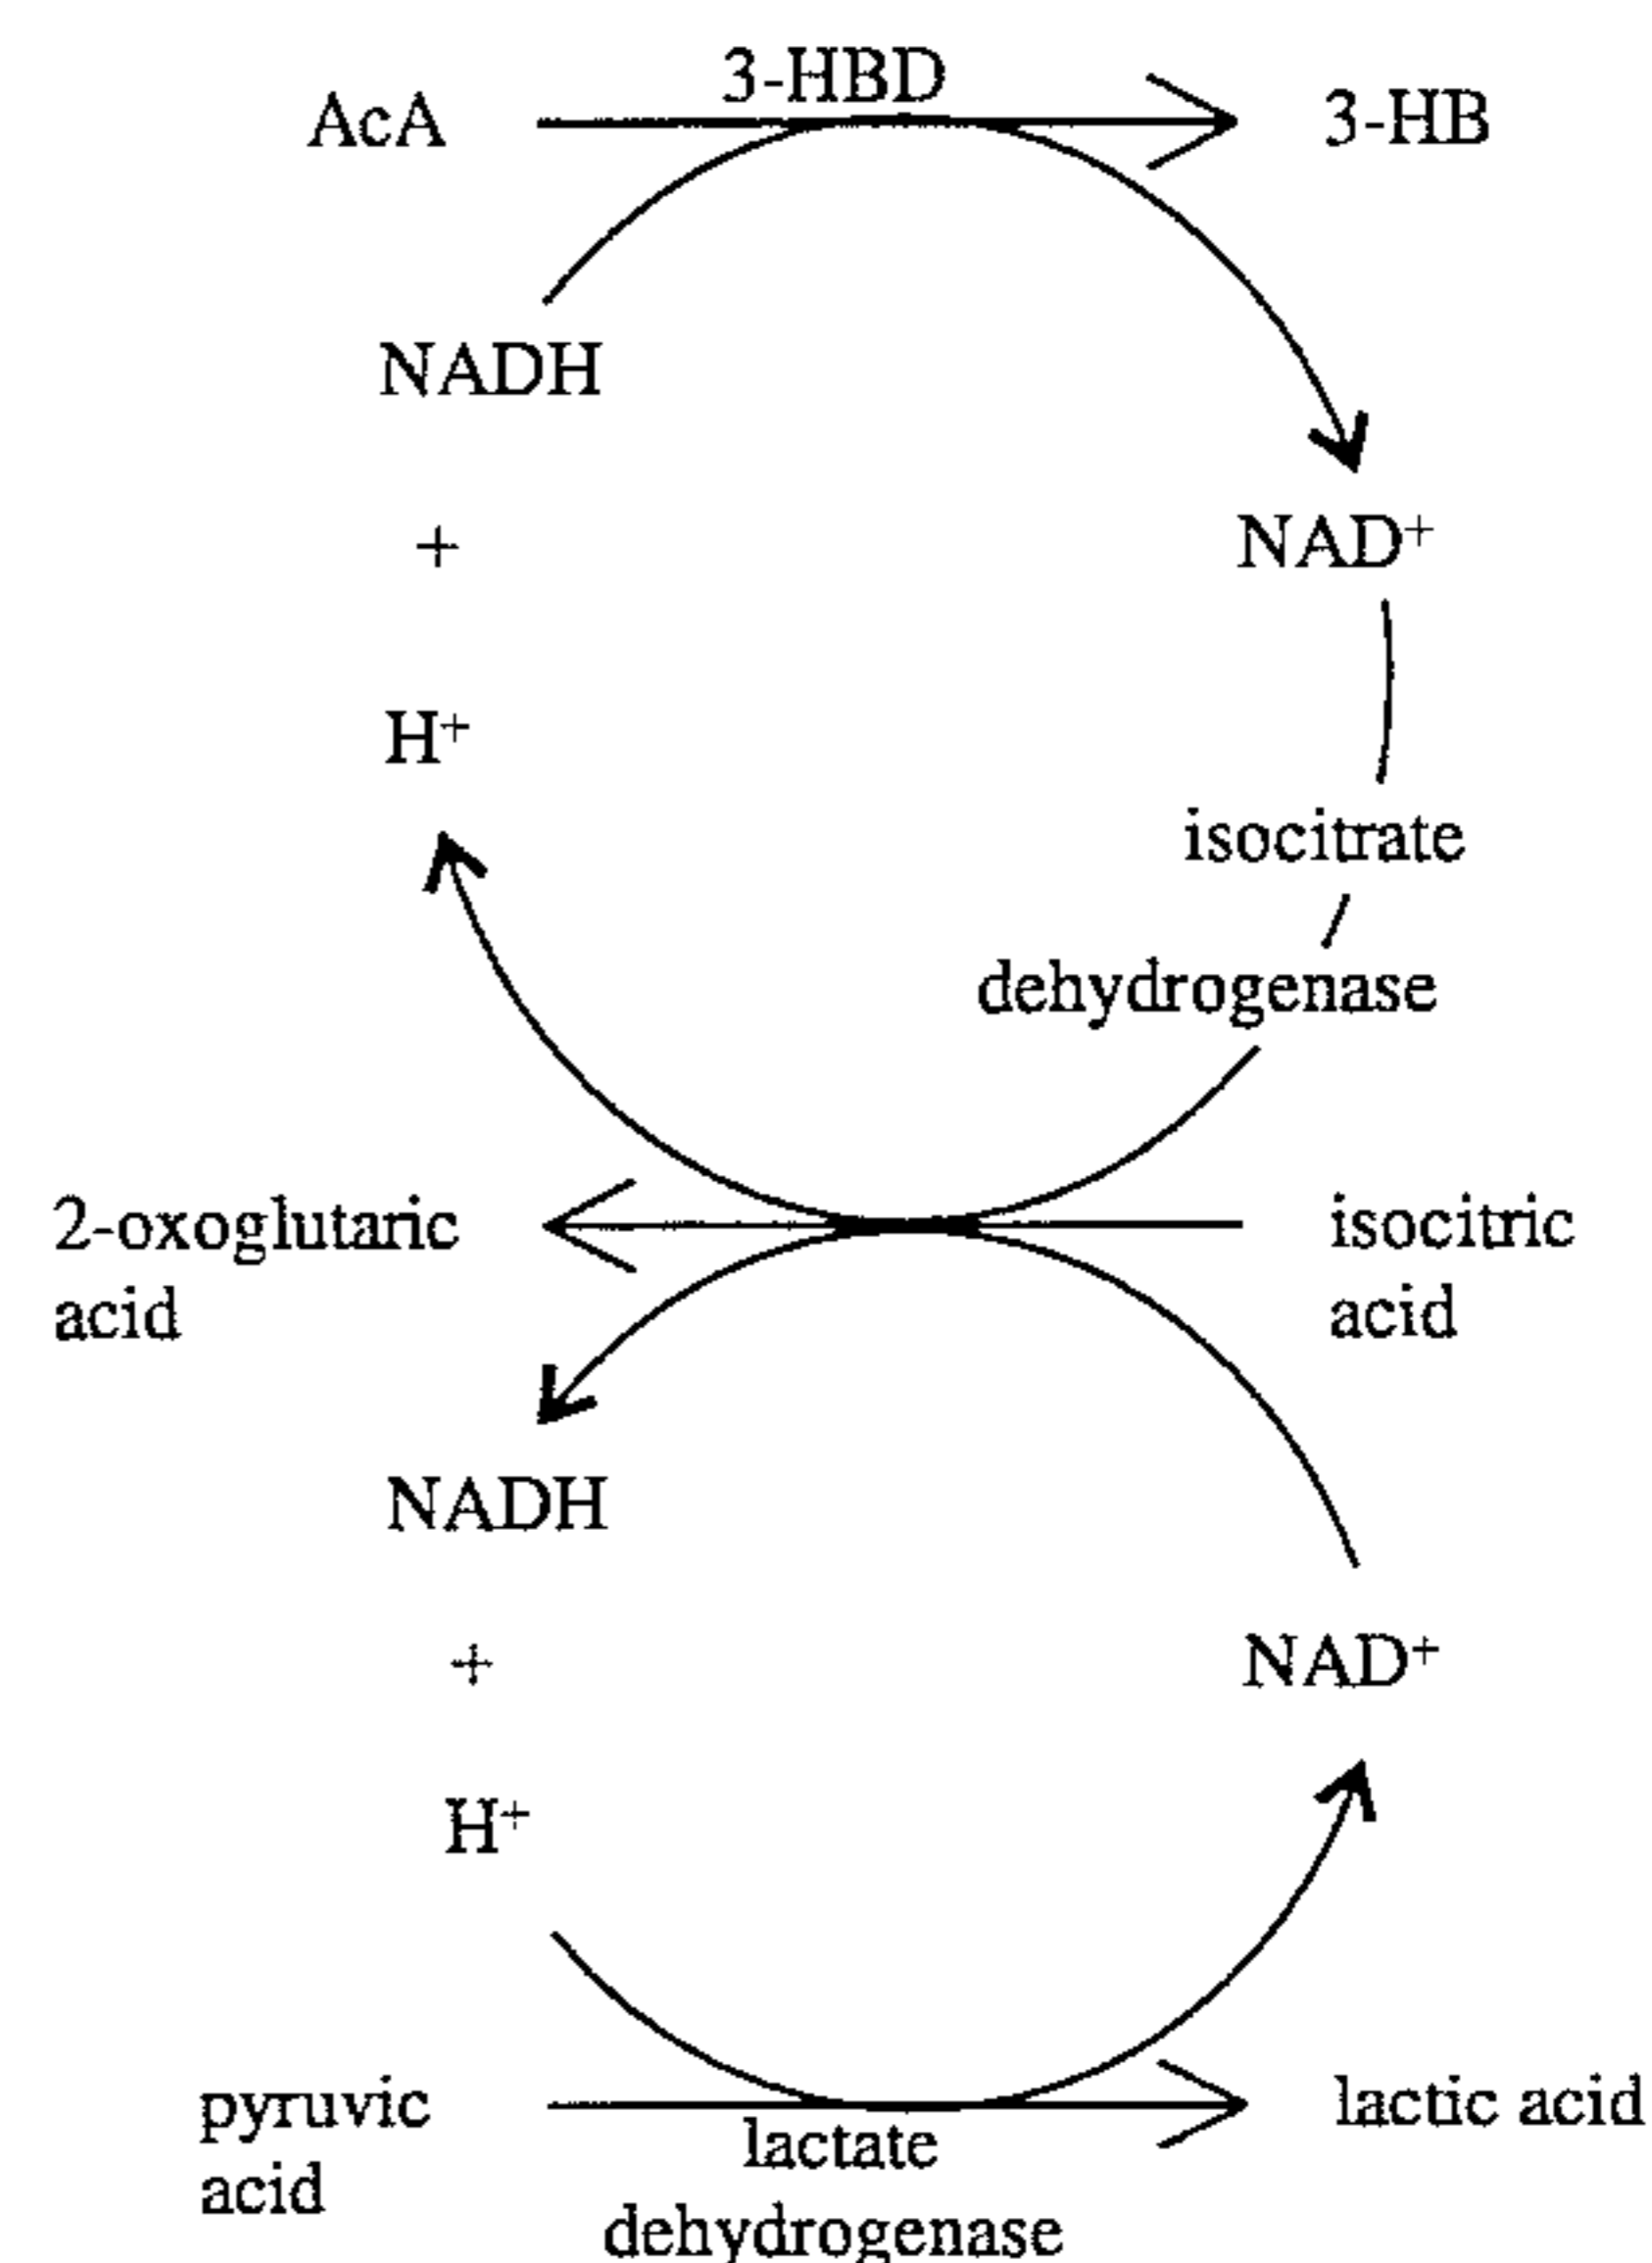 3-HBD
AcA
3-HB
NADH
+
NAD⁺
H⁺
isocitrate
dehydrogenase
2-oxoglutaric
acid
isocitric
acid
NADH
+
NAD⁺
H⁺
pyruvic
acid
lactic acid
lactate
dehydrogenase